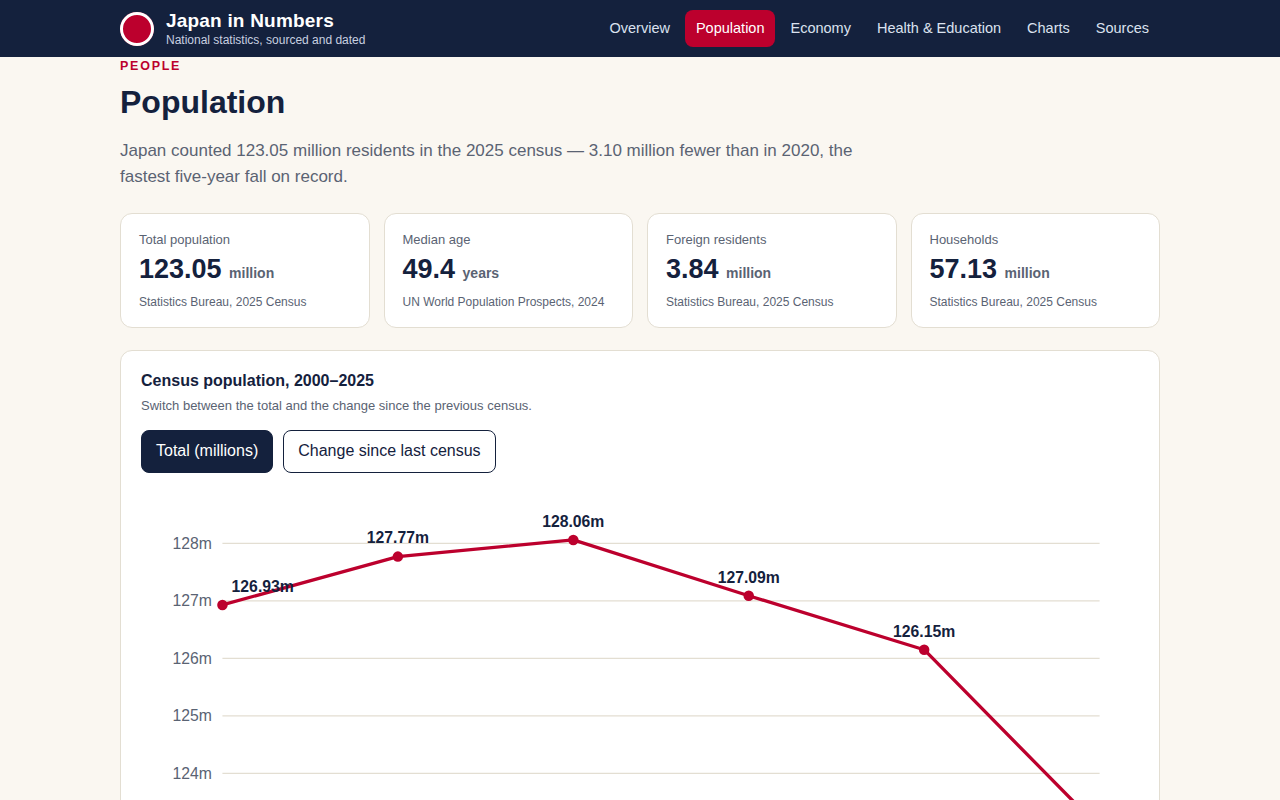 Japan in Numbers
National statistics, sourced and dated
Overview
Population
Economy
Health & Education
Charts
Sources
PEOPLE
Population
Japan counted 123.05 million residents in the 2025 census — 3.10 million fewer than in 2020, the
fastest five-year fall on record.
Total population
123.05 million
Statistics Bureau, 2025 Census
Median age
49.4 years
UN World Population Prospects, 2024
Foreign residents
3.84 million
Statistics Bureau, 2025 Census
Households
57.13 million
Statistics Bureau, 2025 Census
Census population, 2000–2025
Switch between the total and the change since the previous census.
Total (millions)
Change since last census
128.06m
127.77m
128m
127.09m
126.93m
127m
126.15m
126m
125m
124m